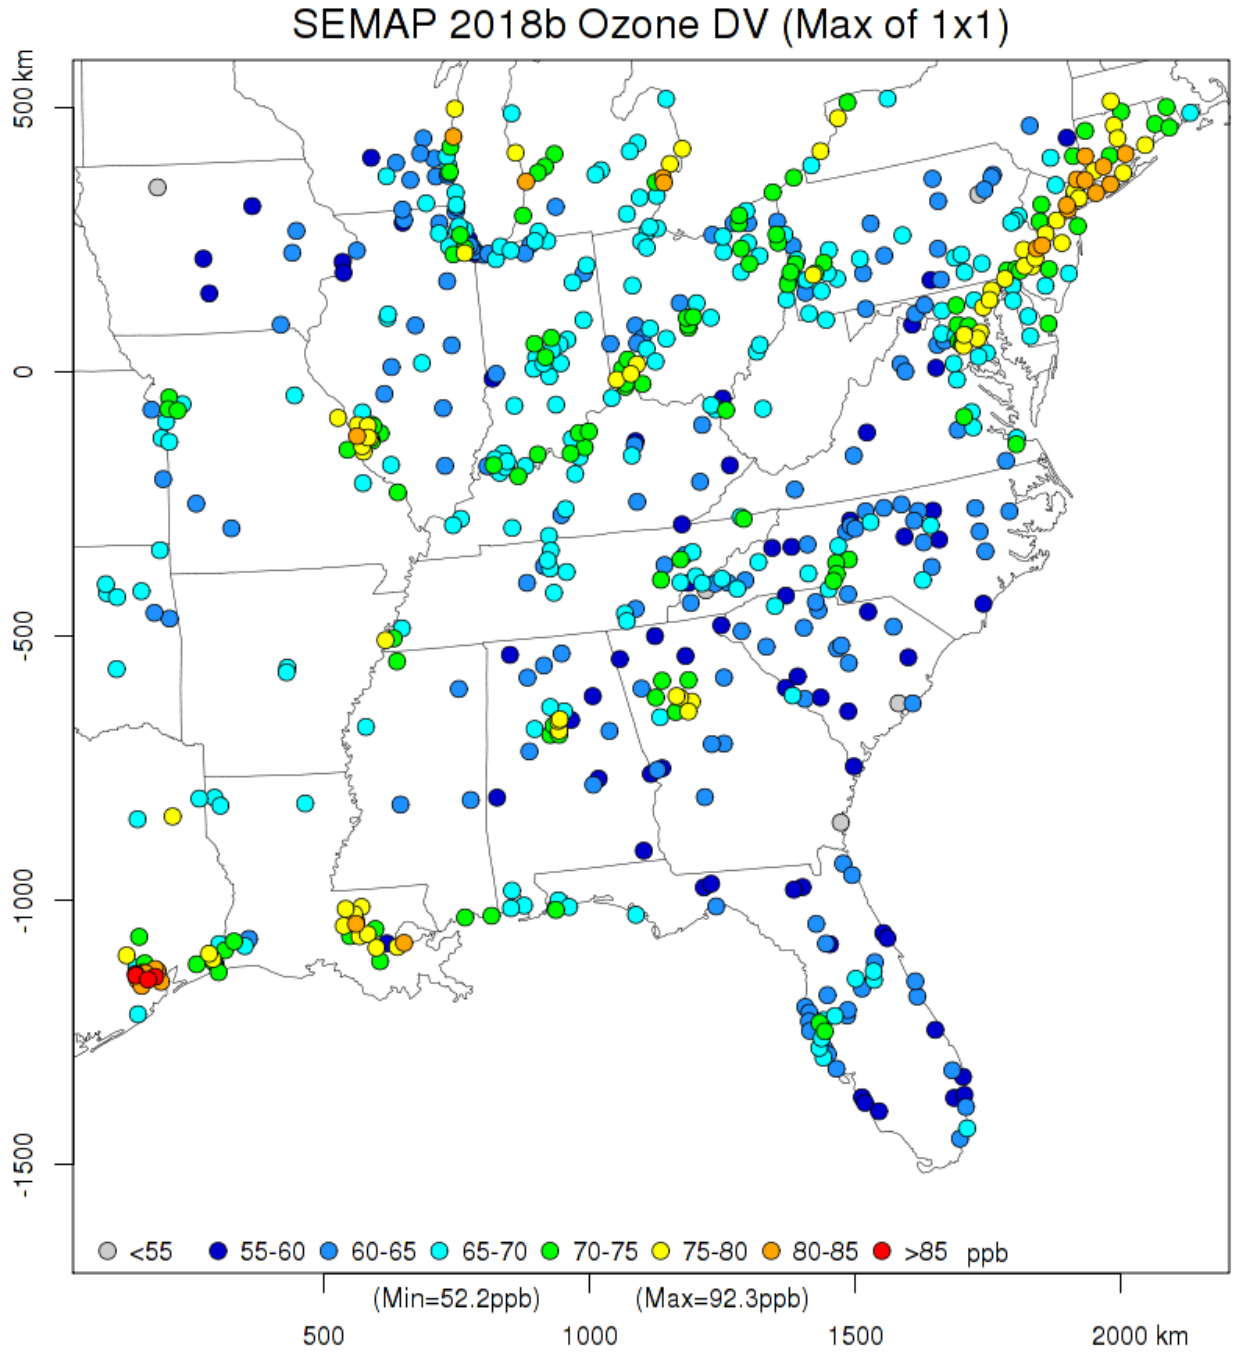 SEMAP 2018b Ozone DV (Max of 1x1)
500 km
0
-500
-1000
-1500
<55 55-60 60-65 65-70 70-75 75-80 80-85 >85 ppb
(Min=52.2ppb) (Max=92.3ppb)
500 1000 1500 2000 km